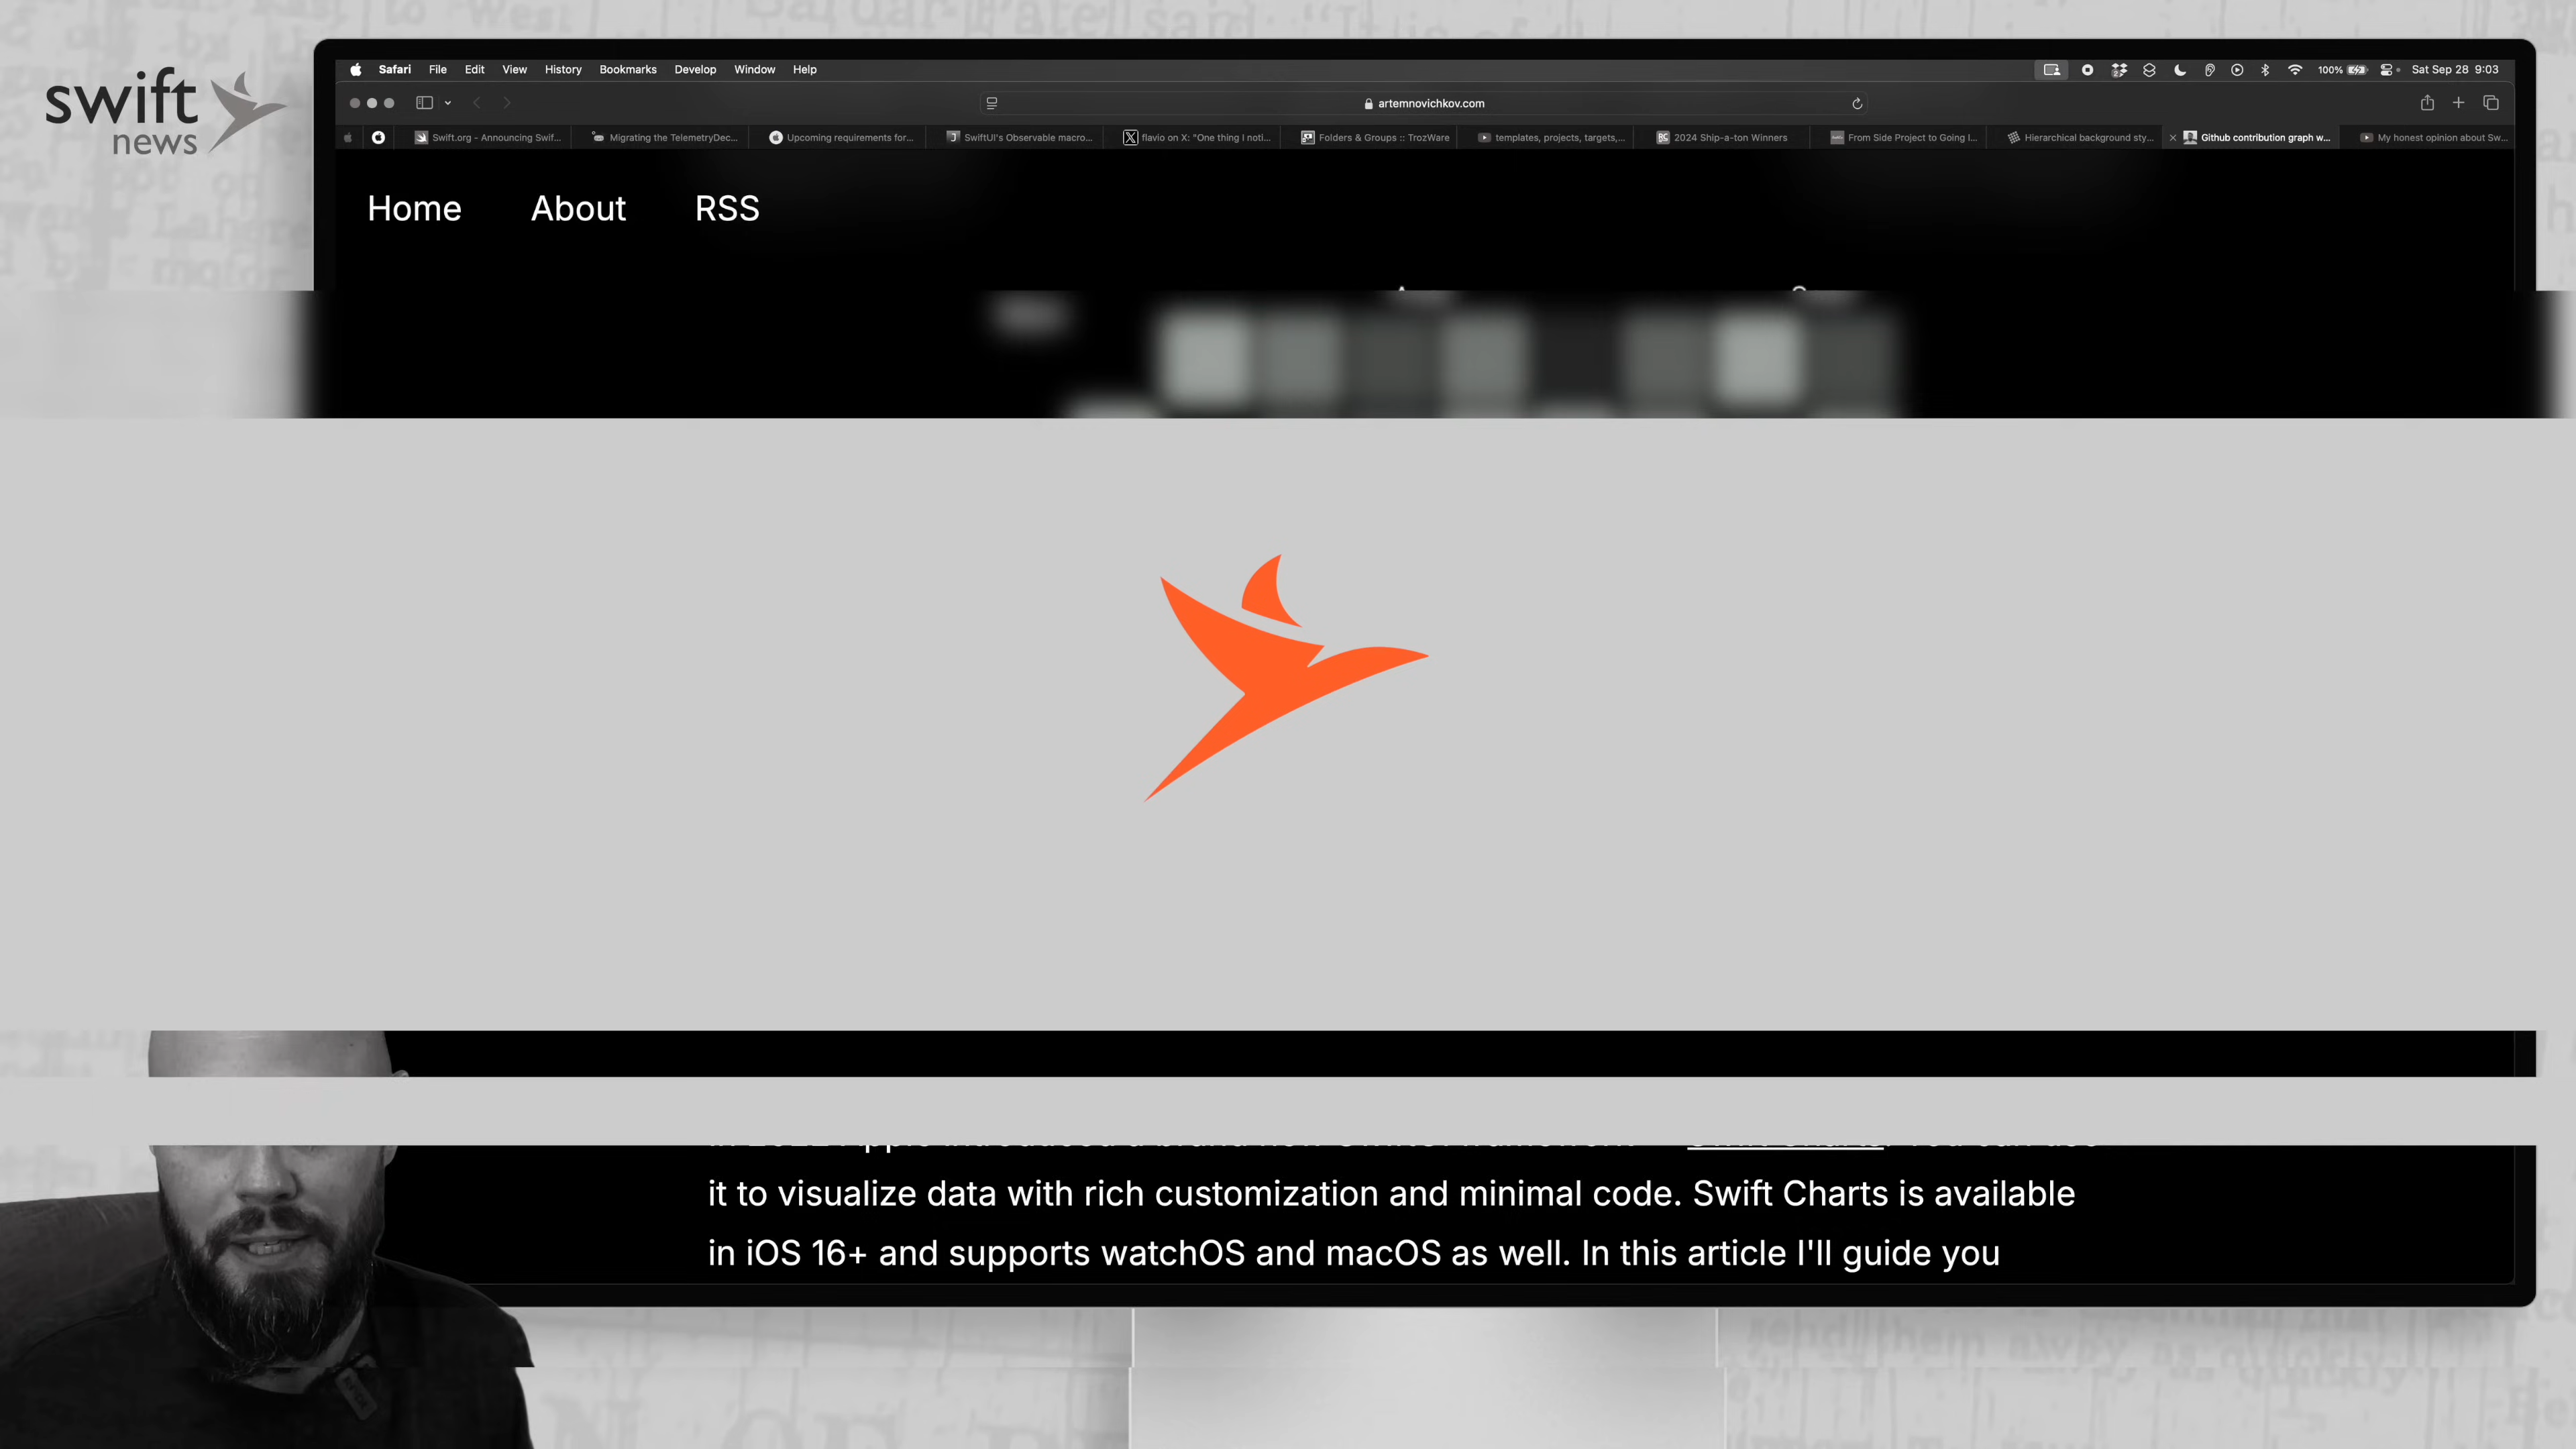 swift
news
Safari File Edit View History Bookmarks Develop Window Help
100% Sat Sep 28 9:03
artemnovichkov.com
Swift.org - Announcing Swif...
Migrating the TelemetryDec...
Upcoming requirements for...
SwiftUI's Observable macro...
flavio on X: "One thing I noti...
Folders & Groups :: TrozWare
templates, projects, targets,...
2024 Ship-a-ton Winners
From Side Project to Going I...
Hierarchical background sty...
Github contribution graph w...
My honest opinion about Sw...
Home About RSS
it to visualize data with rich customization and minimal code. Swift Charts is available
in iOS 16+ and supports watchOS and macOS as well. In this article I'll guide you